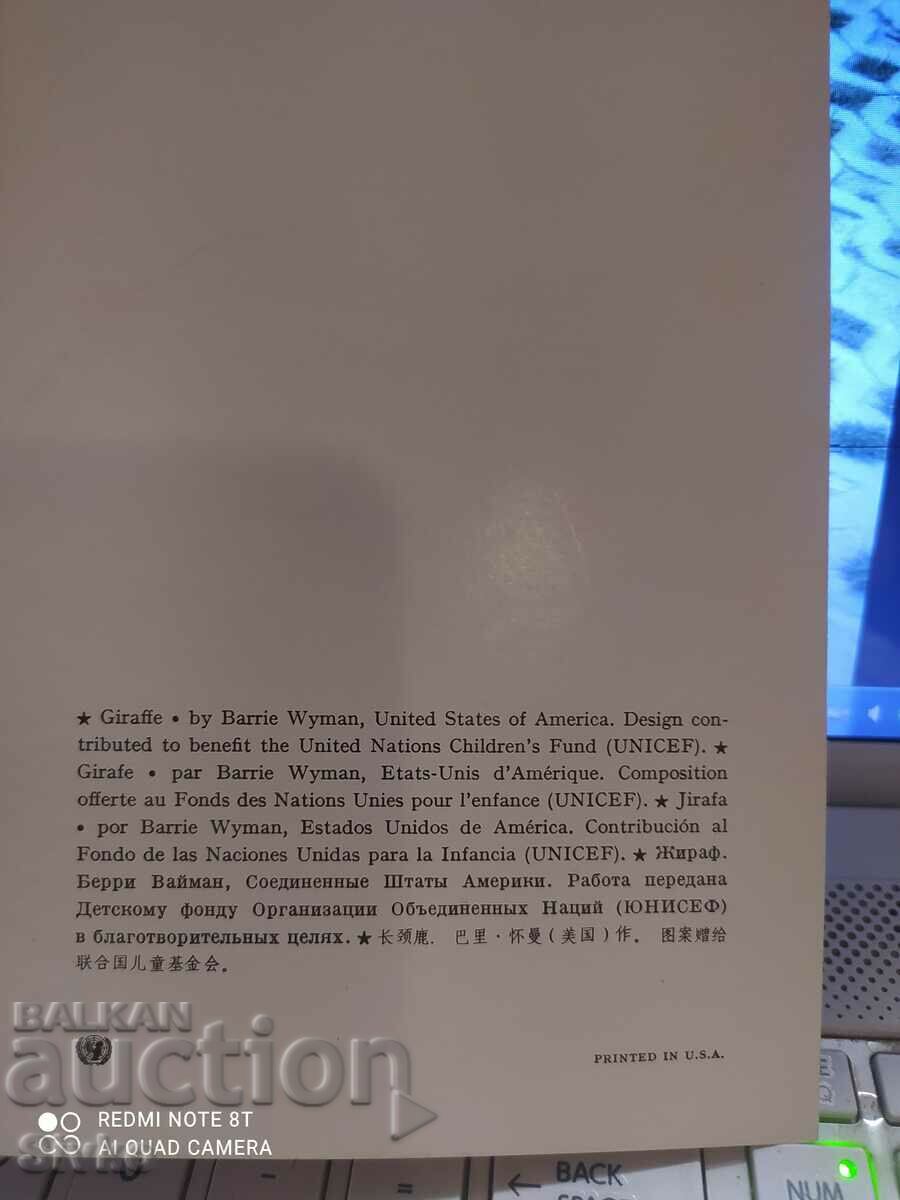 ★ Giraffe • by Barrie Wyman, United States of America. Design con-
tributed to benefit the United Nations Children's Fund (UNICEF). ★
Girafe • par Barrie Wyman, Etats-Unis d'Amérique. Composition
offerte au Fonds des Nations Unies pour l'enfance (UNICEF). ★ Jirafa
• por Barrie Wyman, Estados Unidos de América. Contribución al
Fondo de las Naciones Unidas para la Infancia (UNICEF). ★ Жираф.
Берри Вайман, Соединенные Штаты Америки. Работа передана
Детскому фонду Организации Объединенных Наций (ЮНИСЕФ)
в благотворительных целях. ★ 长颈鹿. 巴里·怀曼(美国)作。 图案赠给
联合国儿童基金会。
PRINTED IN U.S.A.
BALKAN
auction
REDMI NOTE 8T
AI QUAD CAMERA
-
=
← BACK
SPACE
NUM